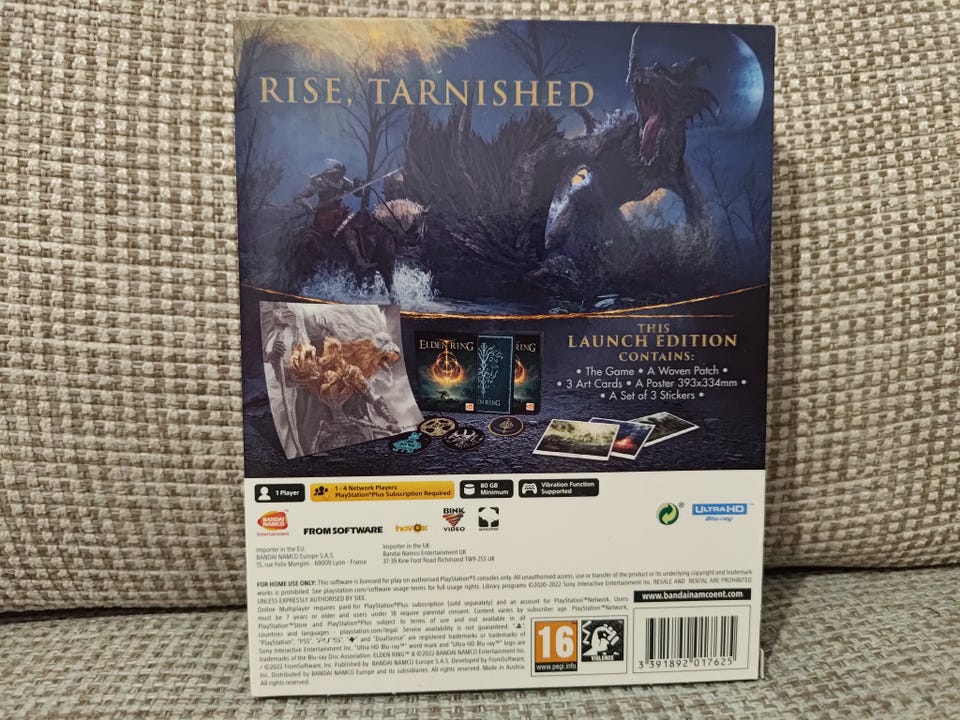 RISE, TARNISHED
ELDEN RING
RING
EN RING
THIS
LAUNCH EDITION
CONTAINS:
• The Game • A Woven Patch •
• 3 Art Cards • A Poster 393x334mm •
• A Set of 3 Stickers •
1 Player
1 - 4 Network Players
PlayStation®Plus Subscription Required
80 GB
Minimum
Vibration Function
Supported
BANDAI
NAMCO
Entertainment
FROMSOFTWARE
havok
BINK
VIDEO
speedtree
ULTRA HD
Blu-ray
Importer in the EU:
BANDAI NAMCO Europe S.A.S.
15, rue Felix Mangini - 69009 Lyon - France
Importer in the UK:
Bandai Namco Entertainment UK
37-39 Kew Foot Road Richmond TW9 2SS UK
FOR HOME USE ONLY: This software is licensed for play on authorised PlayStation®5 consoles only. All unauthorised access, use or transfer of the product or its underlying copyright and trademark
works is prohibited. See playstation.com/software-usage-terms for full usage rights. Library programs ©2020-2022 Sony Interactive Entertainment Inc. RESALE AND RENTAL ARE PROHIBITED
UNLESS EXPRESSLY AUTHORISED BY SIEE.
www.bandainamcoent.com
Online Multiplayer requires paid-for PlayStation®Plus subscription (sold separately) and an account for PlayStation™Network. Users
must be 7 years or older and users under 18 require parental consent. Content varies by subscriber age. PlayStation™Network,
PlayStation™Store and PlayStation®Plus subject to terms of use and not available in all
countries and languages - playstation.com/legal. Service availability is not guaranteed.
"PlayStation", "PS5", "PS5", and "DualSense" are registered trademarks or trademarks of
Sony Interactive Entertainment Inc. "Ultra HD Blu-ray™" word mark and "Ultra HD Blu-ray™" logo are
trademarks of the Blu-ray Disc Association. ELDEN RING™ & ©2022 BANDAI NAMCO Entertainment Inc. /
©2022 FromSoftware, Inc. Published by BANDAI NAMCO Europe S.A.S. Developed by FromSoftware,
Inc. Distributed by BANDAI NAMCO Europe S.A.S. and its subsidiaries. All rights reserved. Made in Austria.
All rights reserved.
16
www.pegi.info
VIOLENCE
3 391892 017625